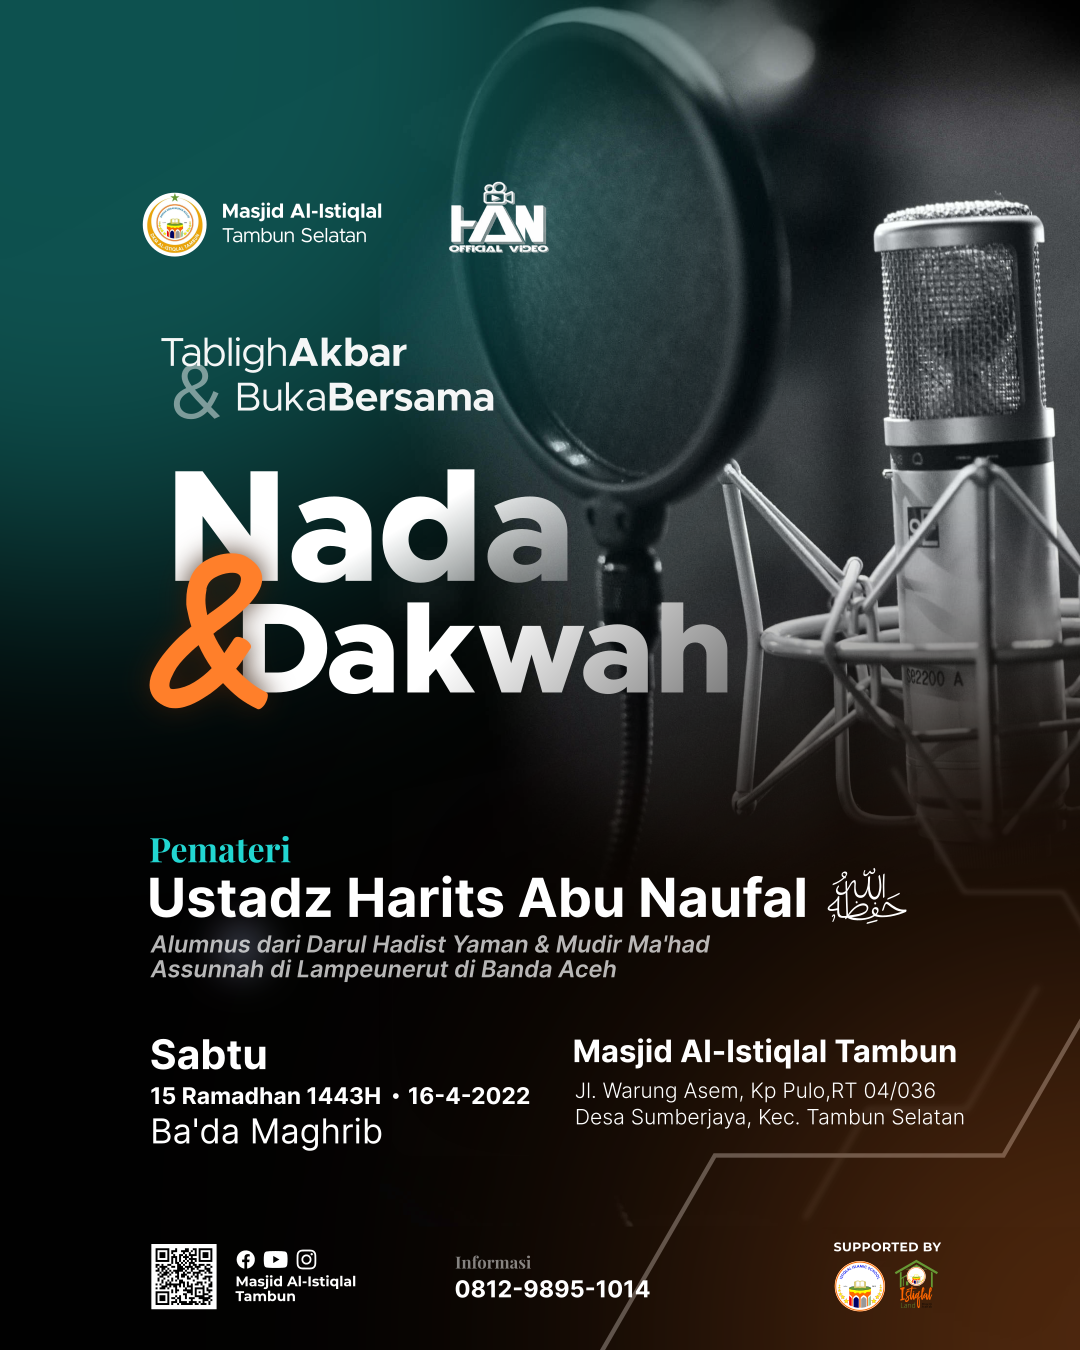 Masjid Al-Istiqlal
Tambun Selatan
HAN
OFFICIAL VIDEO
TablighAkbar
& BukaBersama
Nada
&Dakwah
Pemateri
Ustadz Harits Abu Naufal حفظه الله
Alumnus dari Darul Hadist Yaman & Mudir Ma'had
Assunnah di Lampeunerut di Banda Aceh
Sabtu
15 Ramadhan 1443H • 16-4-2022
Ba'da Maghrib
Masjid Al-Istiqlal Tambun
Jl. Warung Asem, Kp Pulo,RT 04/036
Desa Sumberjaya, Kec. Tambun Selatan
Masjid Al-Istiqlal
Tambun
Informasi
0812-9895-1014
SUPPORTED BY
Istiqlal
Land